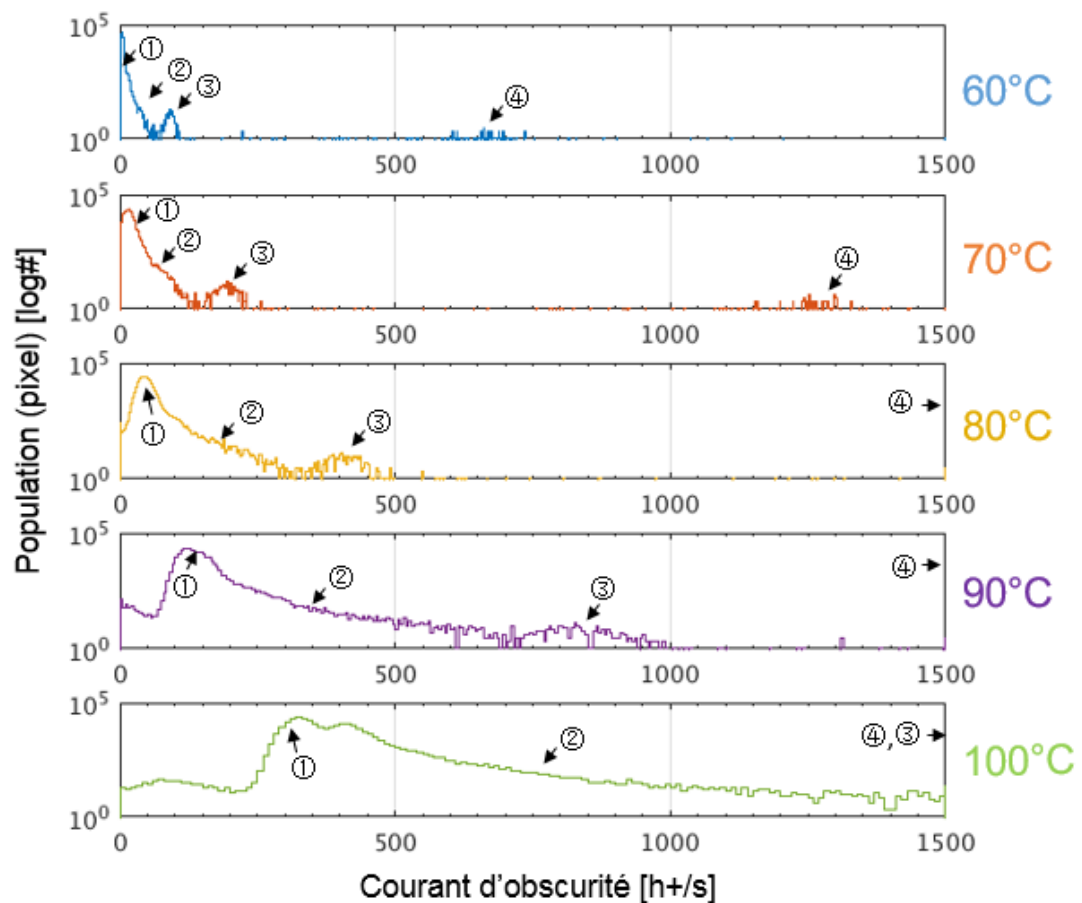 10⁵
①
②
③
④
10⁰
0 500 1000 1500
60°C
10⁵
①
②
③
④
10⁰
0 500 1000 1500
70°C
10⁵
①
②
③
④
10⁰
0 500 1000 1500
80°C
10⁵
①
②
③
④
10⁰
0 500 1000 1500
90°C
10⁵
①
②
④,③
10⁰
0 500 1000 1500
100°C
Population (pixel) [log#]
Courant d'obscurité [h+/s]